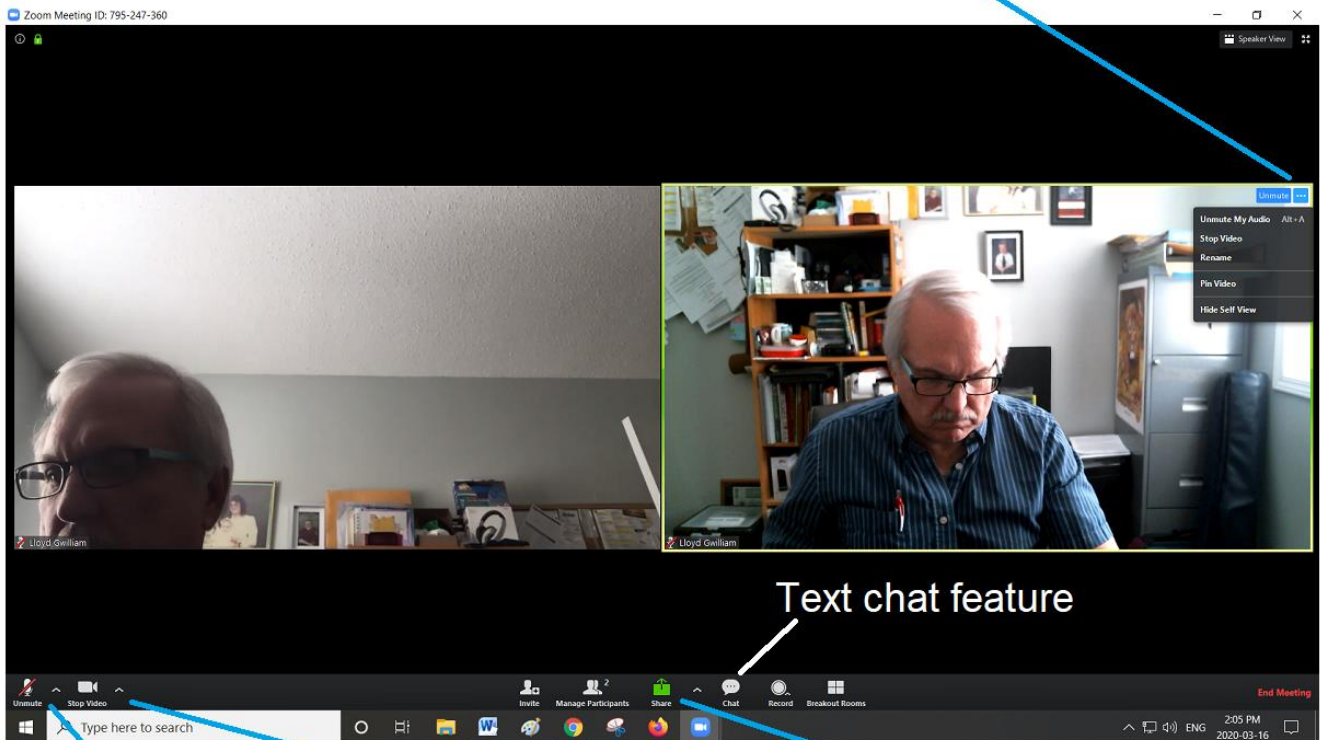 Zoom Meeting ID: 795-247-360
Speaker View
Unmute
Unmute My Audio Alt+A
Stop Video
Rename
Pin Video
Hide Self View
Lloyd Gwilliam
Lloyd Gwilliam
Text chat feature
2
Unmute Stop Video Invite Manage Participants Share Chat Record Breakout Rooms End Meeting
Type here to search
W
ENG
2:05 PM
2020-03-16